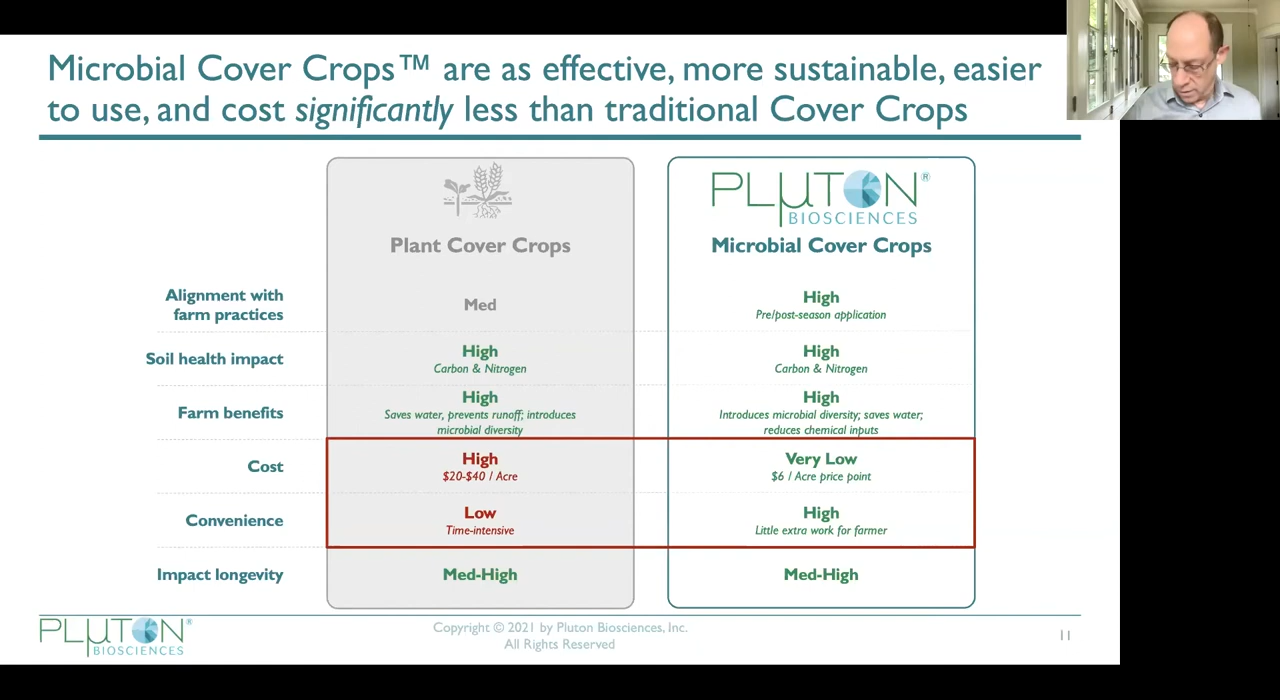 Microbial Cover Crops™ are as effective, more sustainable, easier
to use, and cost significantly less than traditional Cover Crops
PLμTON®
BIOSCIENCES
Plant Cover Crops
Microbial Cover Crops
Alignment with
farm practices
Med
High
Pre/post-season application
Soil health impact
High
Carbon & Nitrogen
High
Carbon & Nitrogen
Farm benefits
High
Saves water, prevents runoff; introduces
microbial diversity
High
Introduces microbial diversity; saves water;
reduces chemical inputs
Cost
High
$20-$40 / Acre
Very Low
$6 / Acre price point
Convenience
Low
Time-intensive
High
Little extra work for farmer
Impact longevity
Med-High
Med-High
PLμTON®
BIOSCIENCES
Copyright © 2021 by Pluton Biosciences, Inc.
All Rights Reserved
11